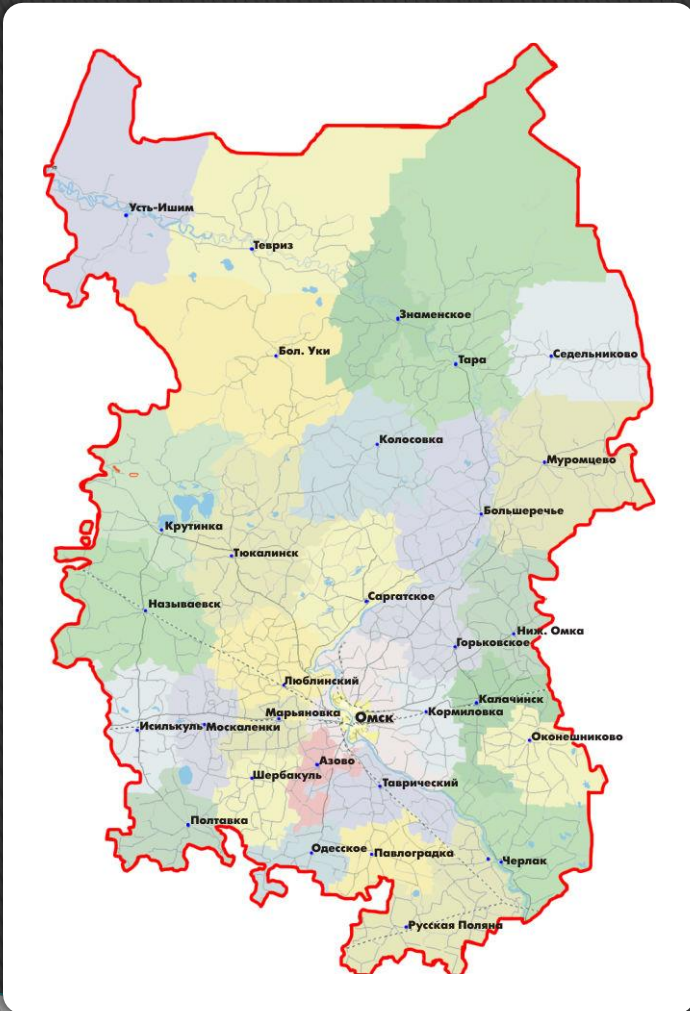 Усть-Ишим
Тевриз
Знаменское
Бол. Уки
Седельниково
Тара
Колосовка
Муромцево
Большеречье
Крутинка
Тюкалинск
Саргатское
Называевск
Ниж. Омка
Горьковское
Люблинский
Калачинск
Марьяновка
Омск
Кормиловка
Исилькуль
Москаленки
Оконешниково
Азово
Шербакуль
Таврический
Полтавка
Одесское
Павлоградка
Черлак
Русская Поляна